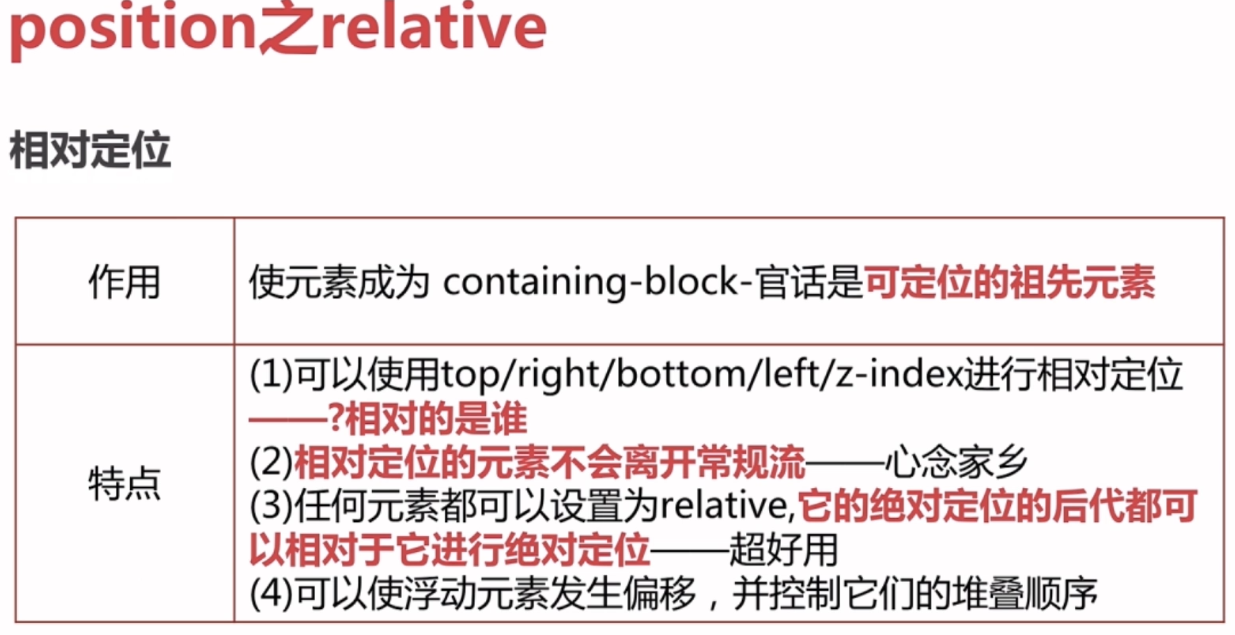 position之relative
相对定位
作用
使元素成为 containing-block-官话是可定位的祖先元素
特点
(1)可以使用top/right/bottom/left/z-index进行相对定位
——?相对的是谁
(2)相对定位的元素不会离开常规流——心念家乡
(3)任何元素都可以设置为relative,它的绝对定位的后代都可
以相对于它进行绝对定位——超好用
(4)可以使浮动元素发生偏移，并控制它们的堆叠顺序